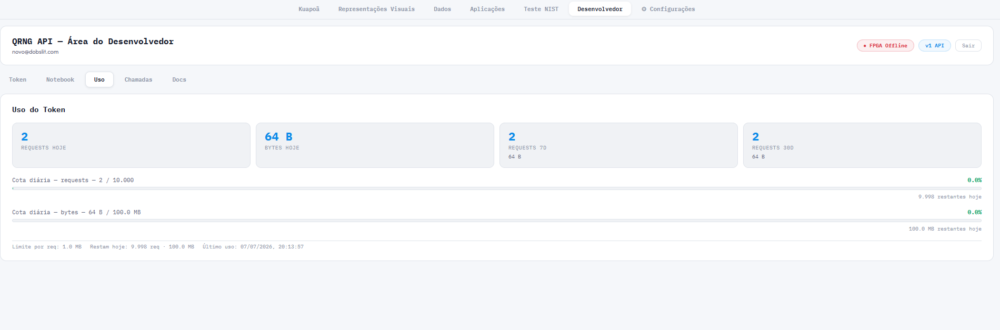 Kuapoã Representações Visuais Dados Aplicações Teste NIST Desenvolvedor ⚙ Configurações
QRNG API — Área do Desenvolvedor
novo@dobslit.com
● FPGA Offline v1 API Sair
Token Notebook Uso Chamadas Docs
Uso do Token
2
REQUESTS HOJE
64 B
BYTES HOJE
2
REQUESTS 7D
64 B
2
REQUESTS 30D
64 B
Cota diária — requests — 2 / 10.000 0.0%
9.998 restantes hoje
Cota diária — bytes — 64 B / 100.0 MB 0.0%
100.0 MB restantes hoje
Limite por req: 1.0 MB Restam hoje: 9.998 req · 100.0 MB Último uso: 07/07/2026, 20:13:57